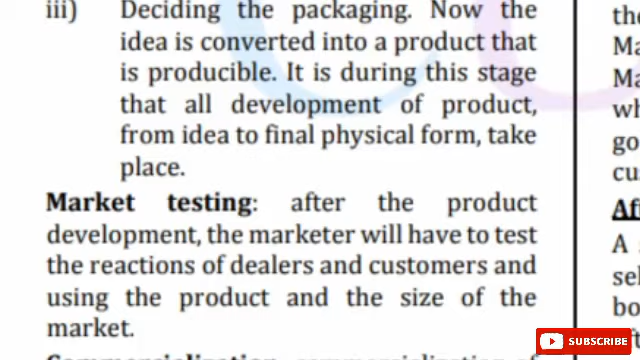 iii) Deciding the packaging. Now the
idea is converted into a product that
is producible. It is during this stage
that all development of product,
from idea to final physical form, take
place.
Market testing: after the product
development, the marketer will have to test
the reactions of dealers and customers and
using the product and the size of the
market.
Commercialization
A
SUBSCRIBE